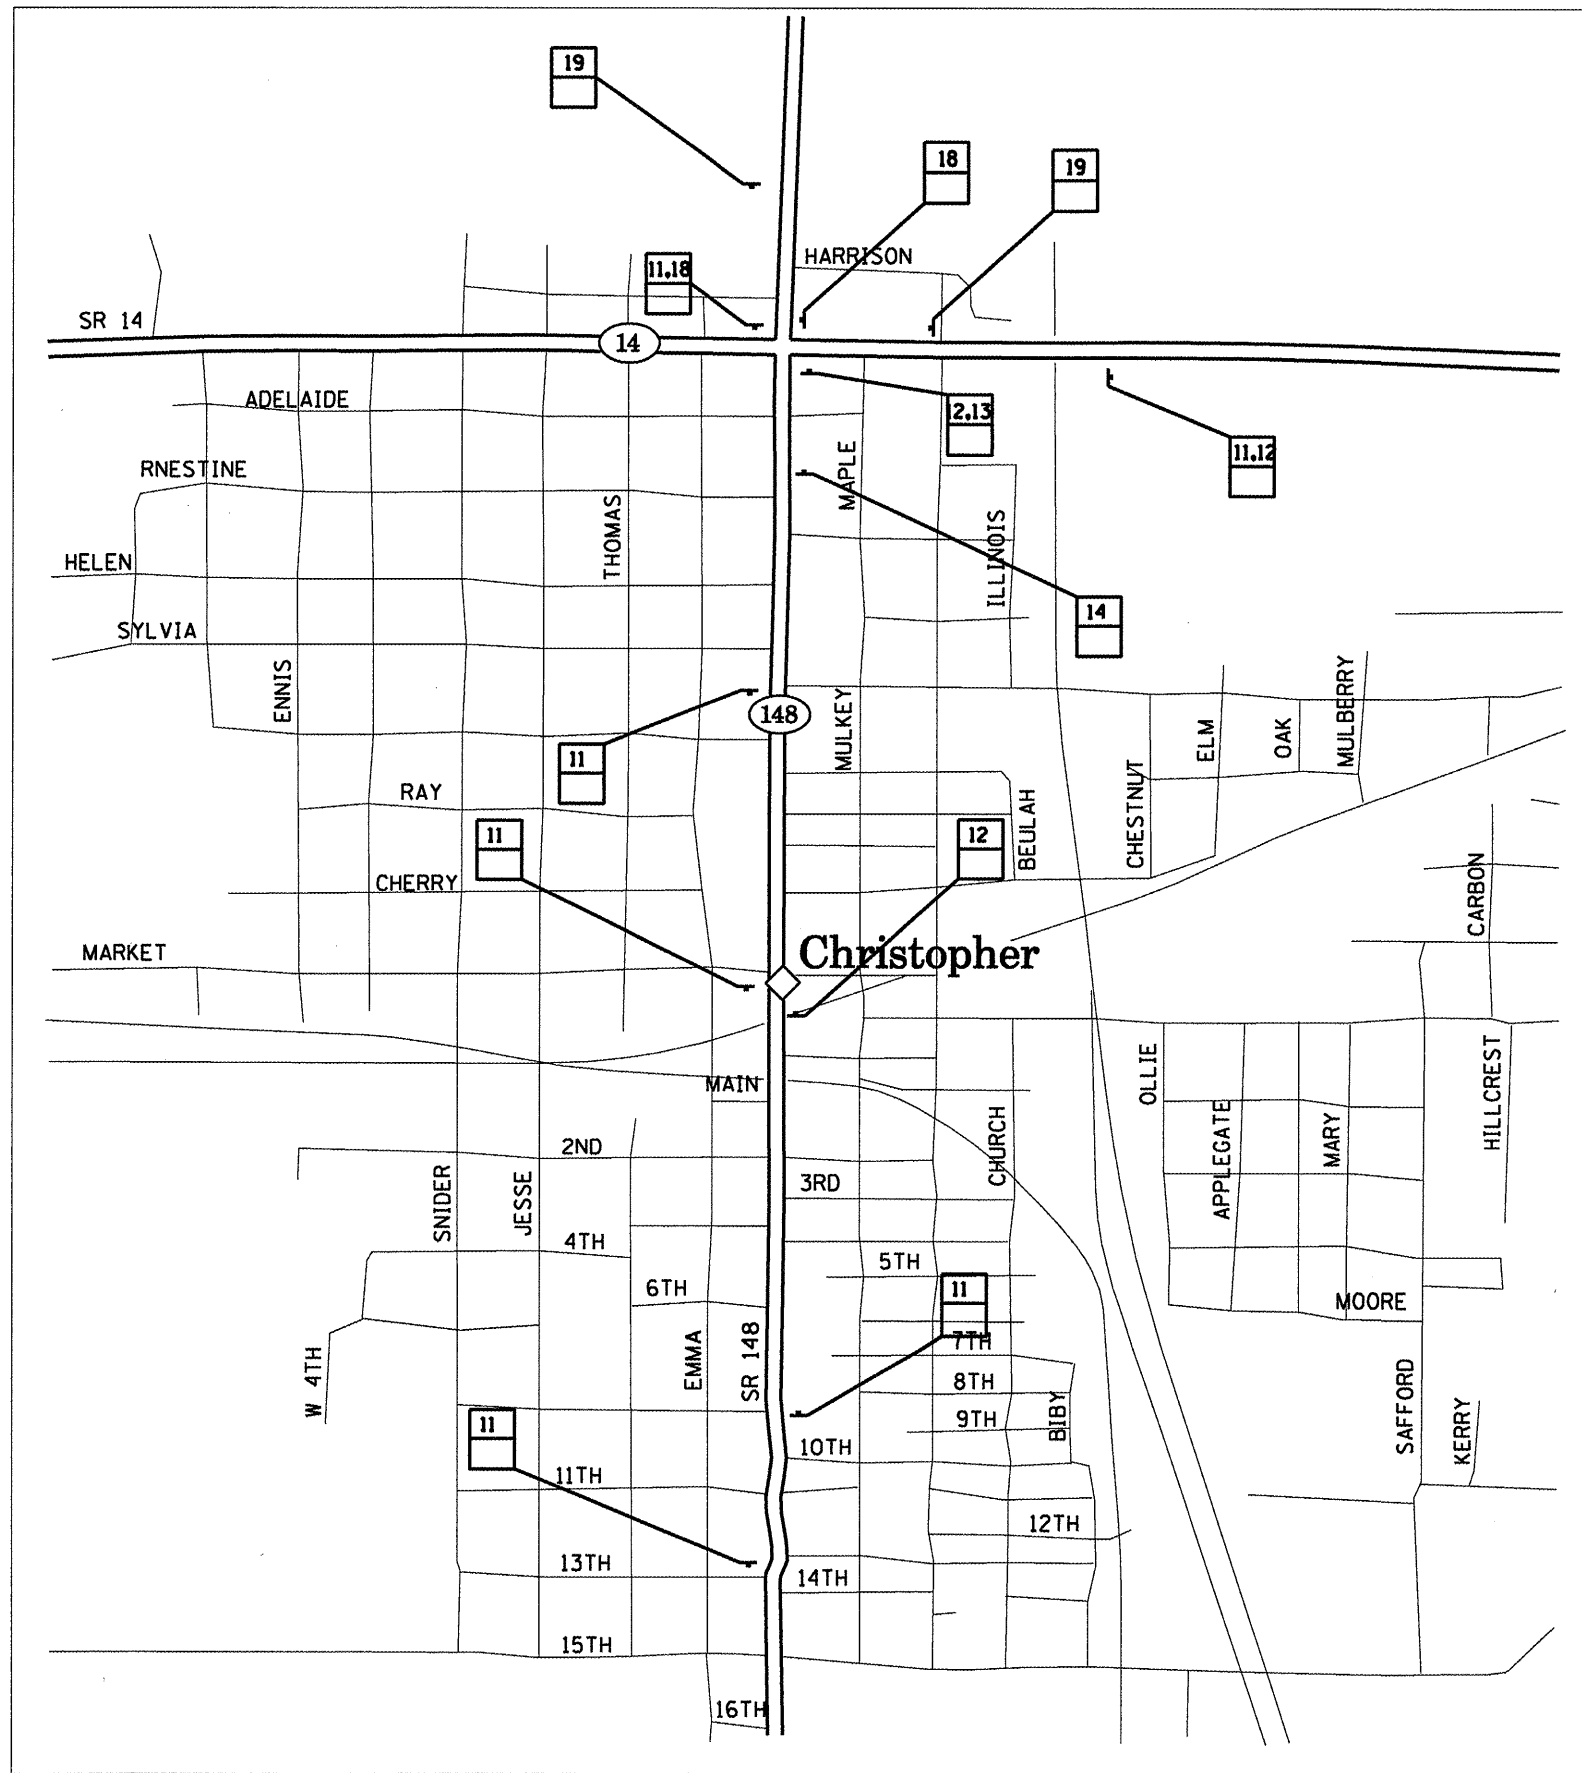 19
18
19
HARRISON
11,18
SR 14
14
ADELAIDE
12,13
11,12
RNESTINE
MAPLE
THOMAS
ILLINOIS
HELEN
14
SYLVIA
ENNIS
148
MULKEY
MULBERRY
ELM
OAK
11
RAY
CHESTNUT
BEULAH
11
12
CHERRY
CARBON
MARKET
Christopher
MAIN
OLLIE
HILLCREST
CHURCH
APPLEGATE
MARY
2ND
3RD
SNIDER
JESSE
4TH
5TH
6TH
11
MOORE
7TH
EMMA
SR 148
W 4TH
8TH
BIBY
SAFFORD
KERRY
9TH
11
10TH
11TH
12TH
13TH
14TH
15TH
16TH